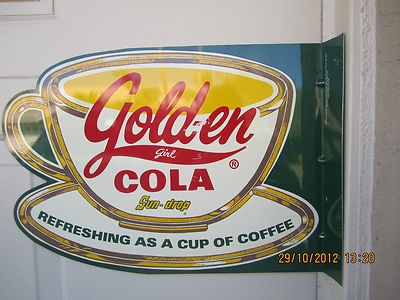 Gold-en
Girl
COLA ®
Sun-drop
REFRESHING AS A CUP OF COFFEE
29/10/2012 13:20